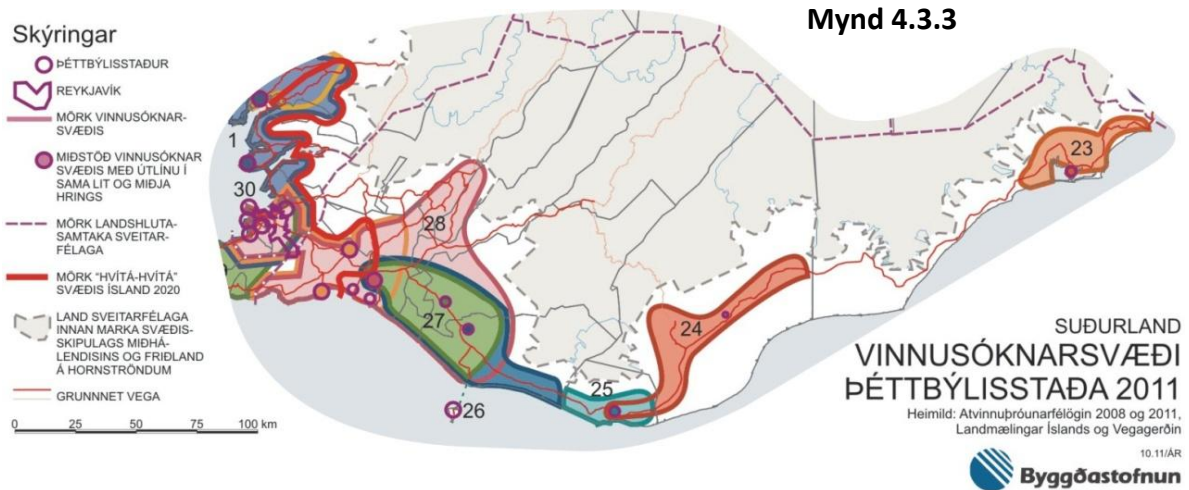 Mynd 4.3.3
Skýringar
ÞÉTTBÝLISSTAÐUR
REYKJAVÍK
MÖRK VINNUSÓKNAR-
SVÆÐIS
MIÐSTÖÐ VINNUSÓKNAR
SVÆÐIS MEÐ ÚTLÍNU Í
SAMA LIT OG MIÐJA
HRINGS
MÖRK LANDSHLUTA-
SAMTAKA SVEITAR-
FÉLAGA
MÖRK "HVÍTÁ-HVÍTÁ"
SVÆÐIS ÍSLAND 2020
LAND SVEITARFÉLAGA
INNAN MARKA SVÆÐIS-
SKIPULAGS MIÐHÁ-
LENDISINS OG FRIÐLAND
Á HORNSTRÖNDUM
GRUNNNET VEGA
0 25 50 75 100 km
1
30
28
27
26
25
24
23
SUÐURLAND
VINNUSÓKNARSVÆÐI
ÞÉTTBÝLISSTAÐA 2011
Heimild: Atvinnuþróunarfélögin 2008 og 2011,
Landmælingar Íslands og Vegagerðin
10.11/ÁR
Byggðastofnun